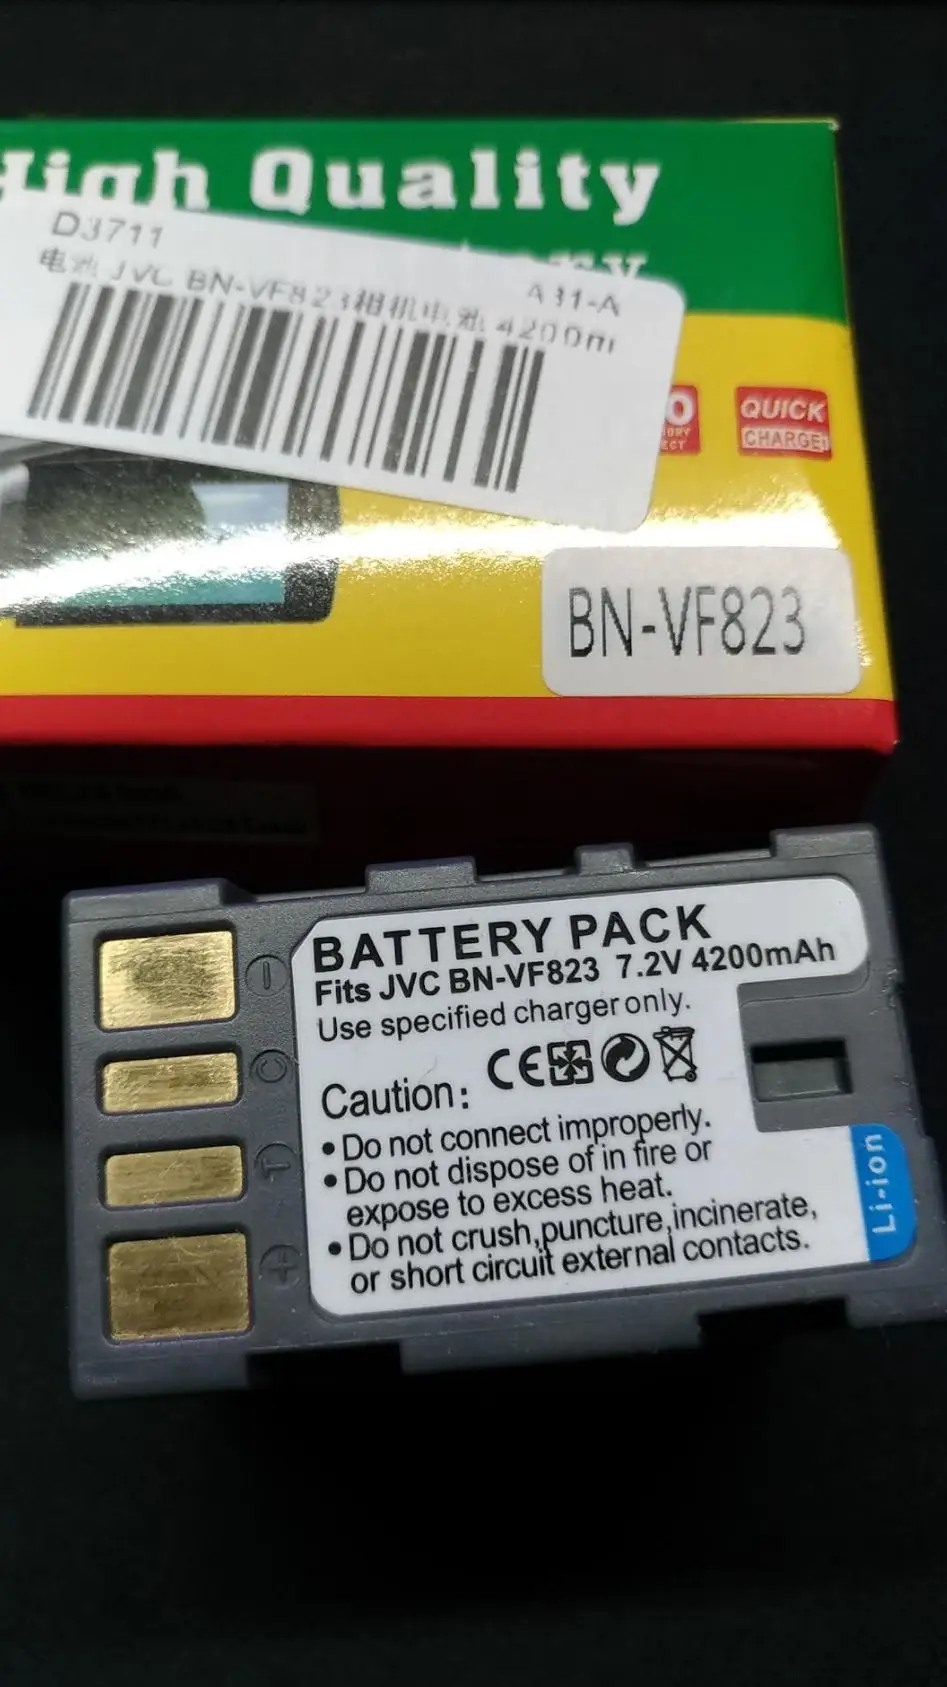 High Quality
D3711
A31-A
电池 JVC BN-VF823相机电池 4200m
QUICK
CHARGE!
BN-VF823
BATTERY PACK
Fits JVC BN-VF823 7.2V 4200mAh
Use specified charger only.
CE
Caution:
• Do not connect improperly.
• Do not dispose of in fire or
expose to excess heat.
• Do not crush,puncture,incinerate,
or short circuit external contacts.
Li-ion
C
T